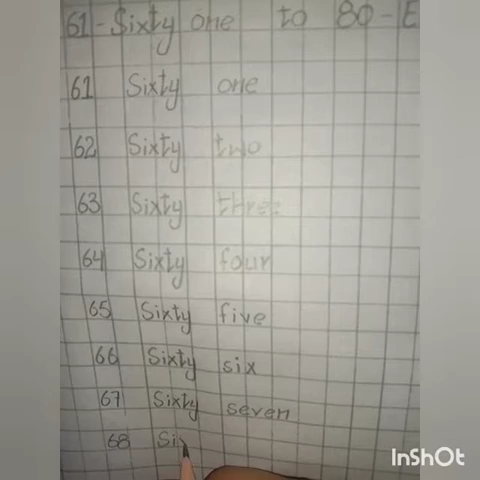 61 - Sixty one to 80 - E
61 Sixty one
62 Sixty two
63 Sixty three
64 Sixty four
65 Sixty five
66 Sixty six
67 Sixty seven
68 Six
InShOt